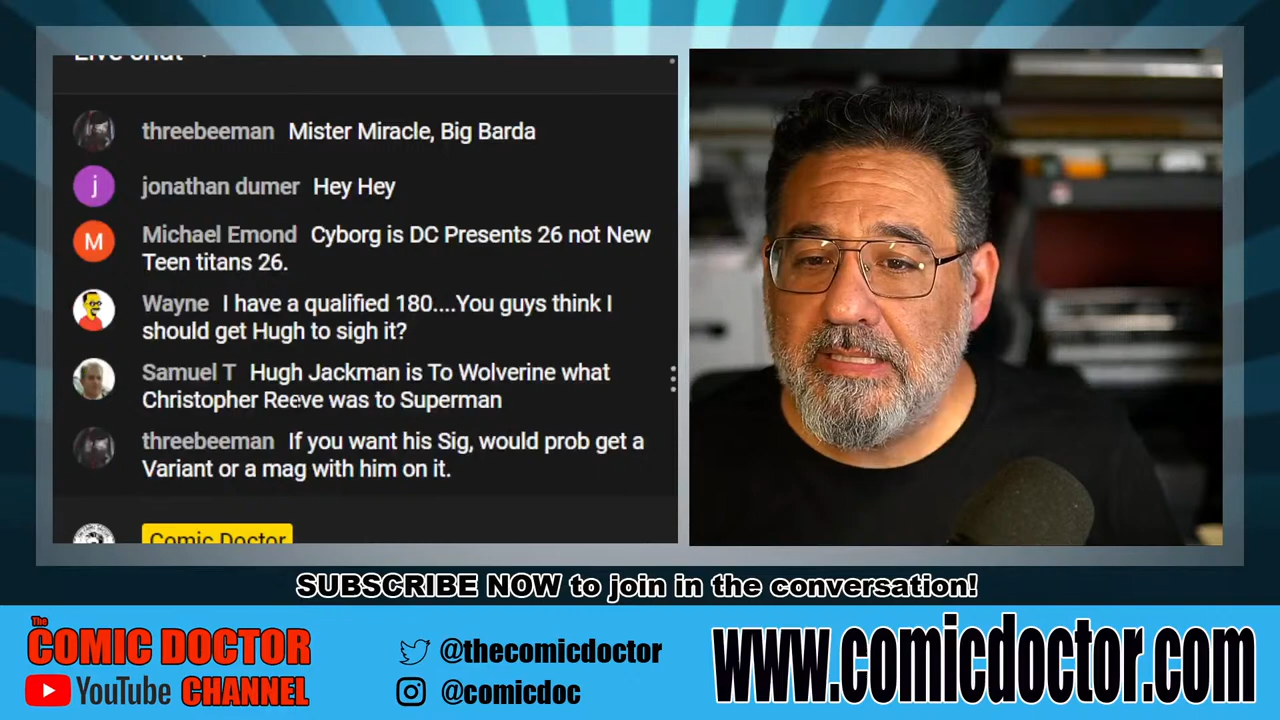 Live chat
threebeeman Mister Miracle, Big Barda
j
jonathan dumer Hey Hey
M
Michael Emond Cyborg is DC Presents 26 not New
Teen titans 26.
Wayne I have a qualified 180....You guys think I
should get Hugh to sigh it?
Samuel T Hugh Jackman is To Wolverine what
Christopher Reeve was to Superman
threebeeman If you want his Sig, would prob get a
Variant or a mag with him on it.
Comic Doctor
SUBSCRIBE NOW to join in the conversation!
The
COMIC DOCTOR
YouTube CHANNEL
@thecomicdoctor
@comicdoc
www.comicdoctor.com